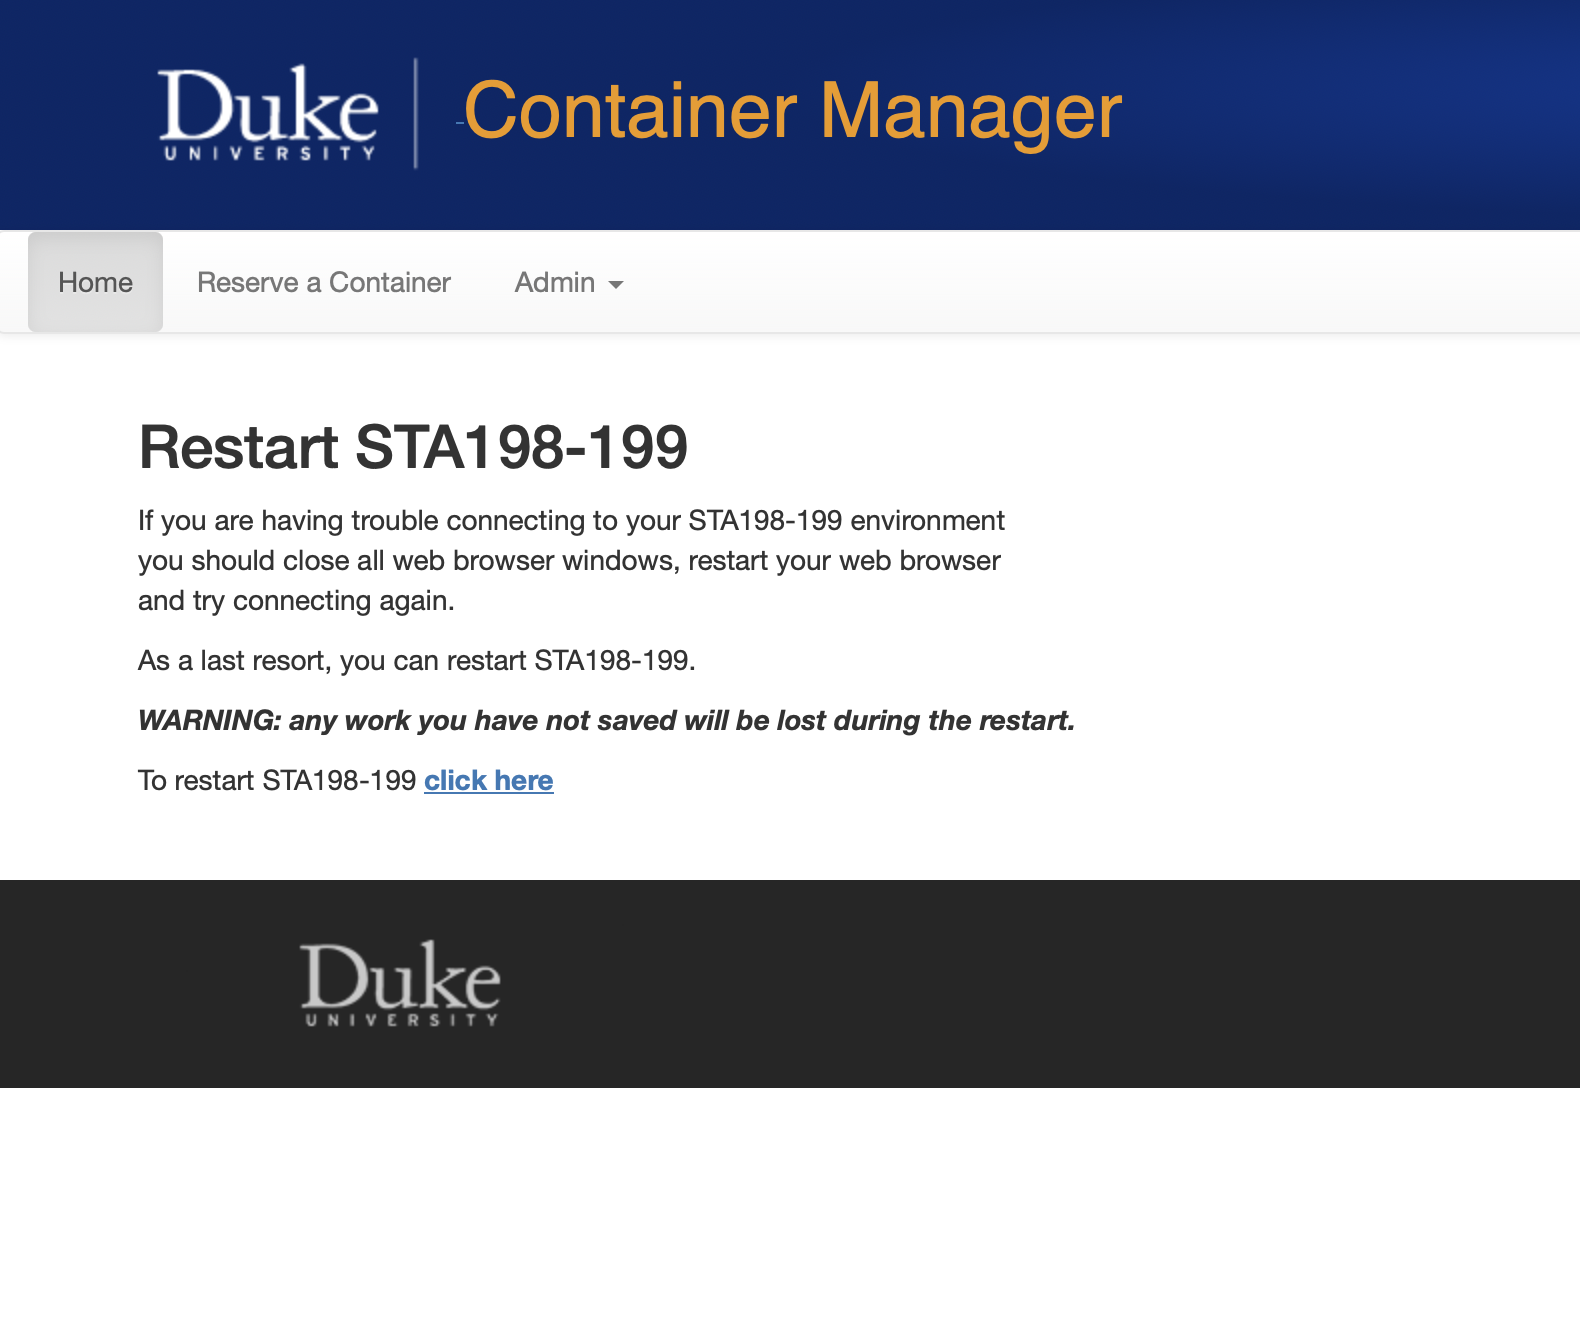 Duke
UNIVERSITY
Container Manager
Home
Reserve a Container
Admin
Restart STA198-199
If you are having trouble connecting to your STA198-199 environment
you should close all web browser windows, restart your web browser
and try connecting again.
As a last resort, you can restart STA198-199.
WARNING: any work you have not saved will be lost during the restart.
To restart STA198-199 click here
Duke
UNIVERSITY